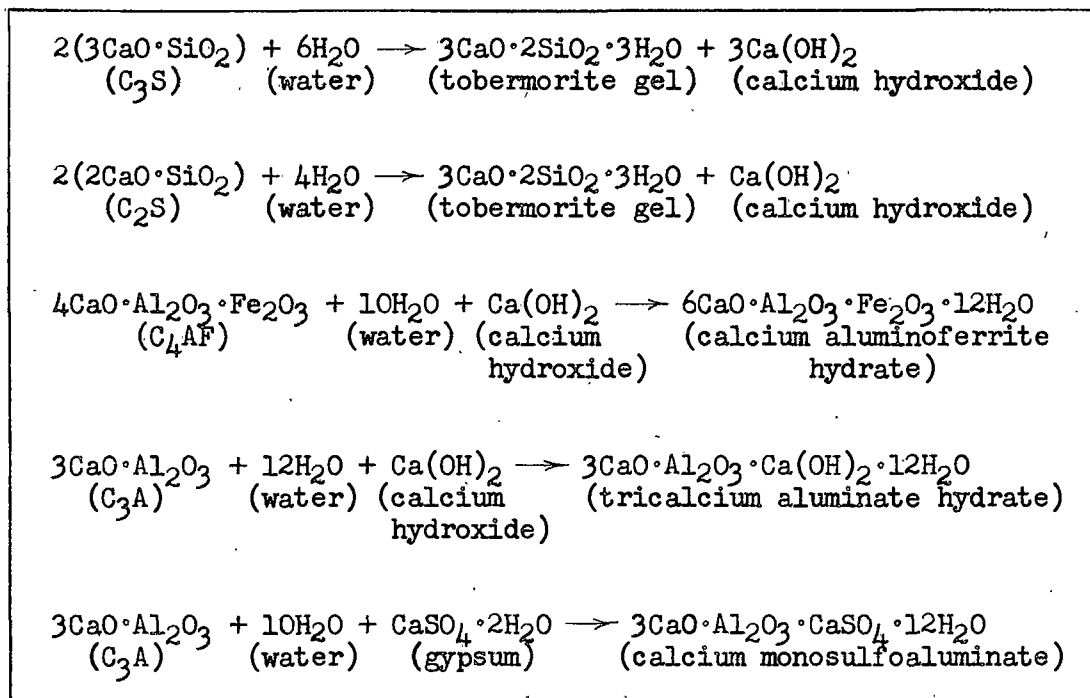 2(3CaO·SiO₂) + 6H₂O → 3CaO·2SiO₂·3H₂O + 3Ca(OH)₂
(C₃S) (water) (tobermorite gel) (calcium hydroxide)
2(2CaO·SiO₂) + 4H₂O → 3CaO·2SiO₂·3H₂O + Ca(OH)₂
(C₂S) (water) (tobermorite gel) (calcium hydroxide)
4CaO·Al₂O₃·Fe₂O₃ + 10H₂O + Ca(OH)₂ → 6CaO·Al₂O₃·Fe₂O₃·12H₂O
(C₄AF) (water) (calcium (calcium aluminoferrite
hydroxide) hydrate)
3CaO·Al₂O₃ + 12H₂O + Ca(OH)₂ → 3CaO·Al₂O₃·Ca(OH)₂·12H₂O
(C₃A) (water) (calcium (tricalcium aluminate hydrate)
hydroxide)
3CaO·Al₂O₃ + 10H₂O + CaSO₄·2H₂O → 3CaO·Al₂O₃·CaSO₄·12H₂O
(C₃A) (water) (gypsum) (calcium monosulfoaluminate)